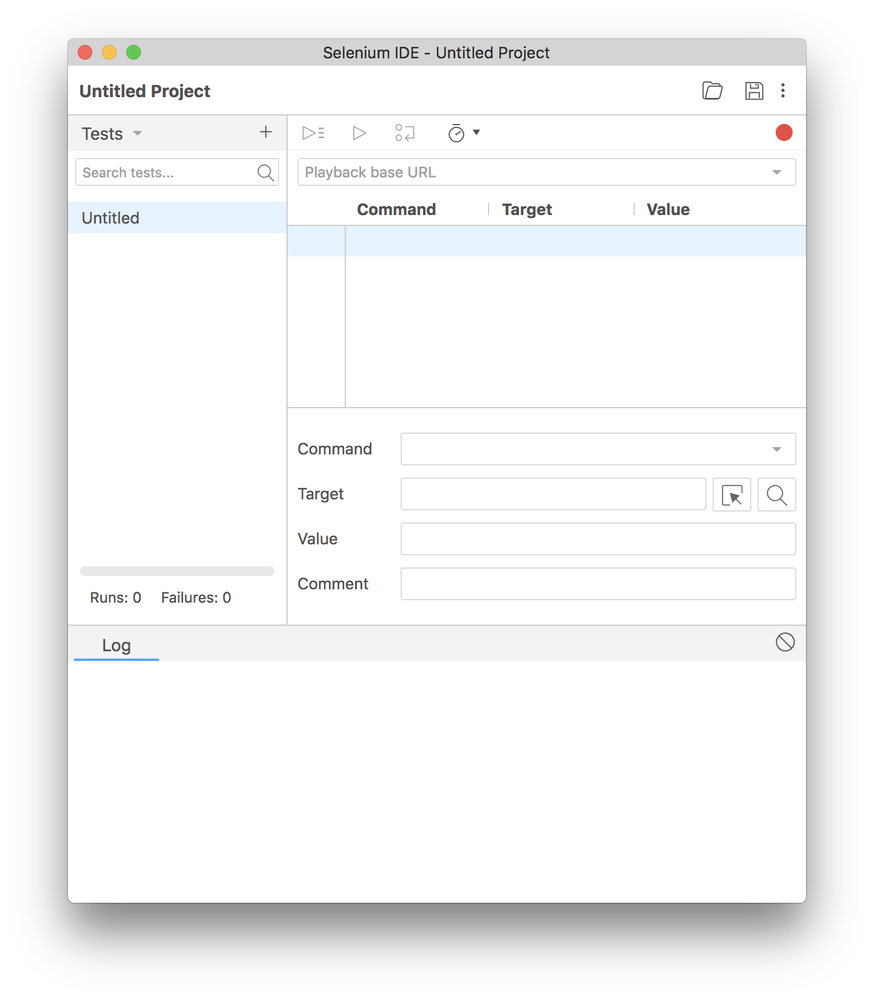 Selenium IDE - Untitled Project
Untitled Project
Tests
Search tests...
Untitled
Runs: 0 Failures: 0
Playback base URL
Command Target Value
Command
Target
Value
Comment
Log